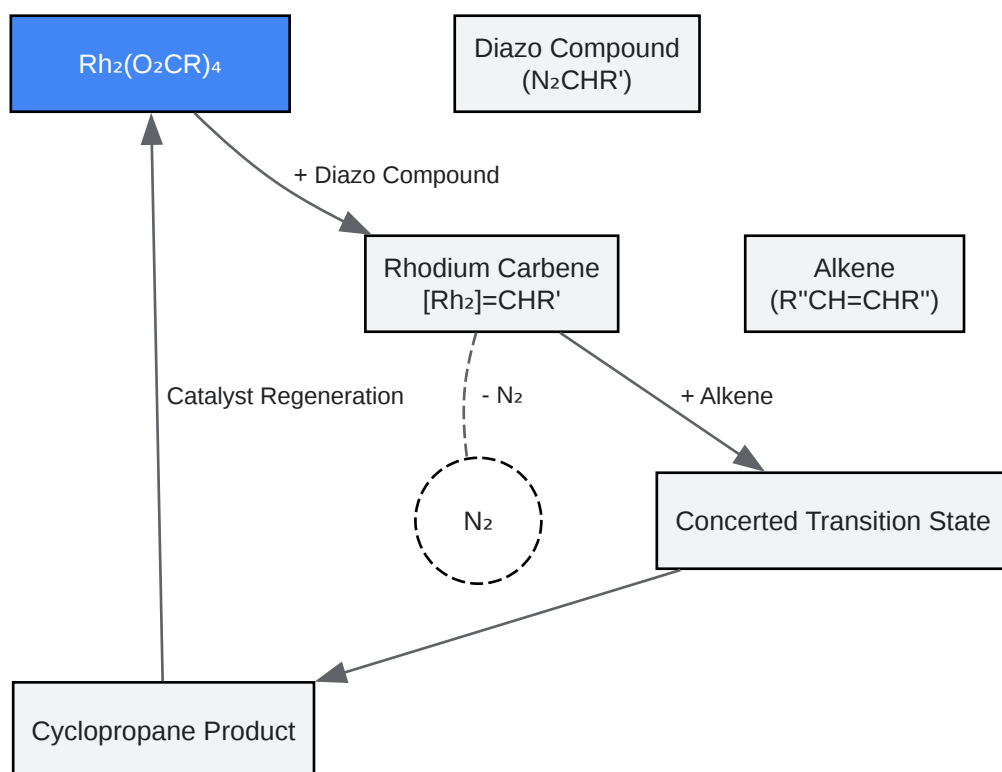 Rh₂(O₂CR)₄
Diazo Compound
(N₂CHR')
+ Diazo Compound
Rhodium Carbene
[Rh₂]=CHR'
Alkene
(R"CH=CHR")
Catalyst Regeneration
- N₂
+ Alkene
N₂
Concerted Transition State
Cyclopropane Product